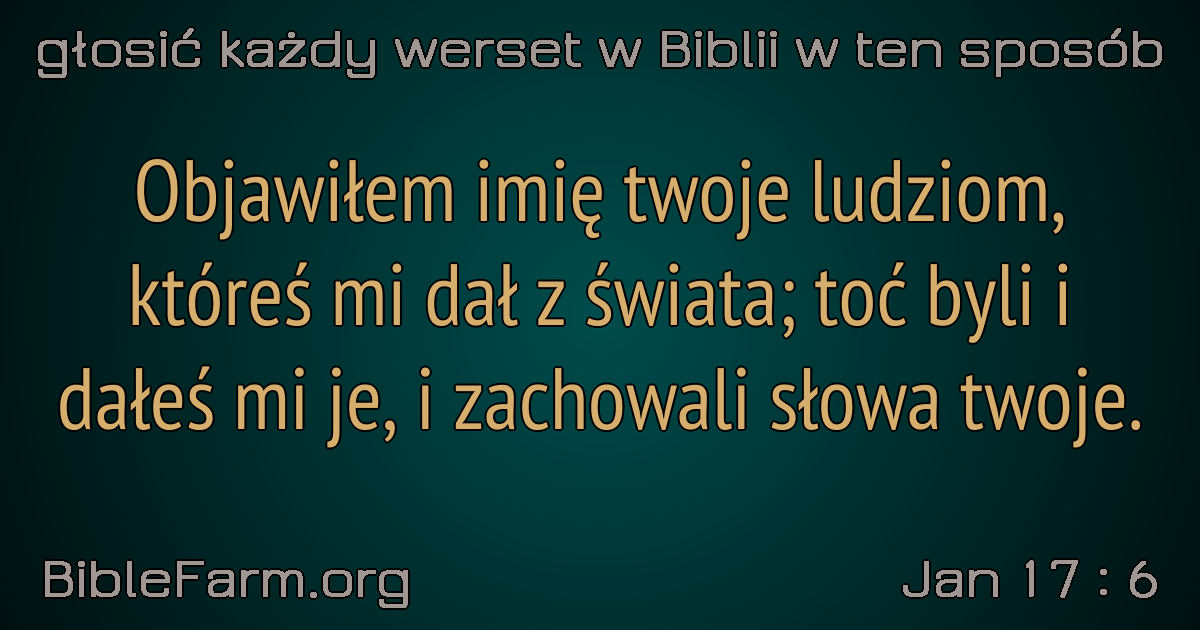 głosić każdy werset w Biblii w ten sposób
Objawiłem imię twoje ludziom,
któreś mi dał z świata; toć byli i
dałeś mi je, i zachowali słowa twoje.
BibleFarm.org
Jan 17 : 6